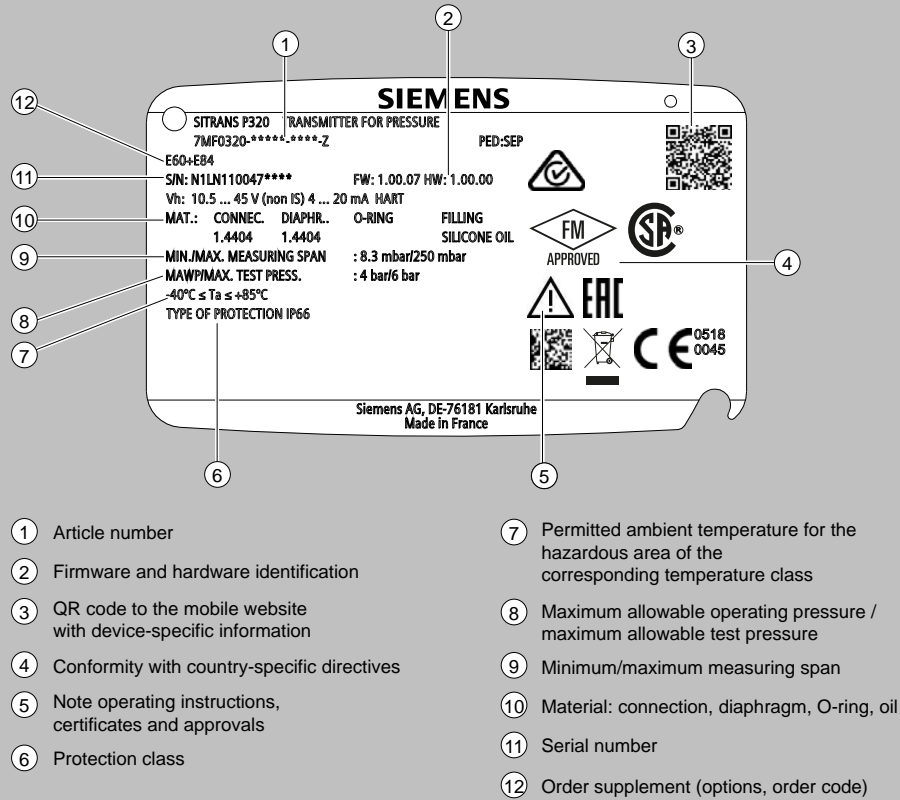 2
1
3
SIEMENS
12
SITRANS P320 TRANSMITTER FOR PRESSURE
7MF0320-*****-****-Z PED:SEP
E60+E84
11
S/N: N1LN110047**** FW: 1.00.07 HW: 1.00.00
Vh: 10.5 ... 45 V (non IS) 4 ... 20 mA HART
10
MAT.: CONNEC. DIAPHR.. O-RING FILLING
1.4404 1.4404 SILICONE OIL
FM
APPROVED
SA®
9
MIN./MAX. MEASURING SPAN : 8.3 mbar/250 mbar
4
8
MAWP/MAX. TEST PRESS. : 4 bar/6 bar
-40°C ≤ Ta ≤ +85°C
7
TYPE OF PROTECTION IP66
EAC
CE 0518
0045
Siemens AG, DE-76181 Karlsruhe
Made in France
6
5
1 Article number
2 Firmware and hardware identification
3 QR code to the mobile website
with device-specific information
4 Conformity with country-specific directives
5 Note operating instructions,
certificates and approvals
6 Protection class
7 Permitted ambient temperature for the
hazardous area of the
corresponding temperature class
8 Maximum allowable operating pressure /
maximum allowable test pressure
9 Minimum/maximum measuring span
10 Material: connection, diaphragm, O-ring, oil
11 Serial number
12 Order supplement (options, order code)